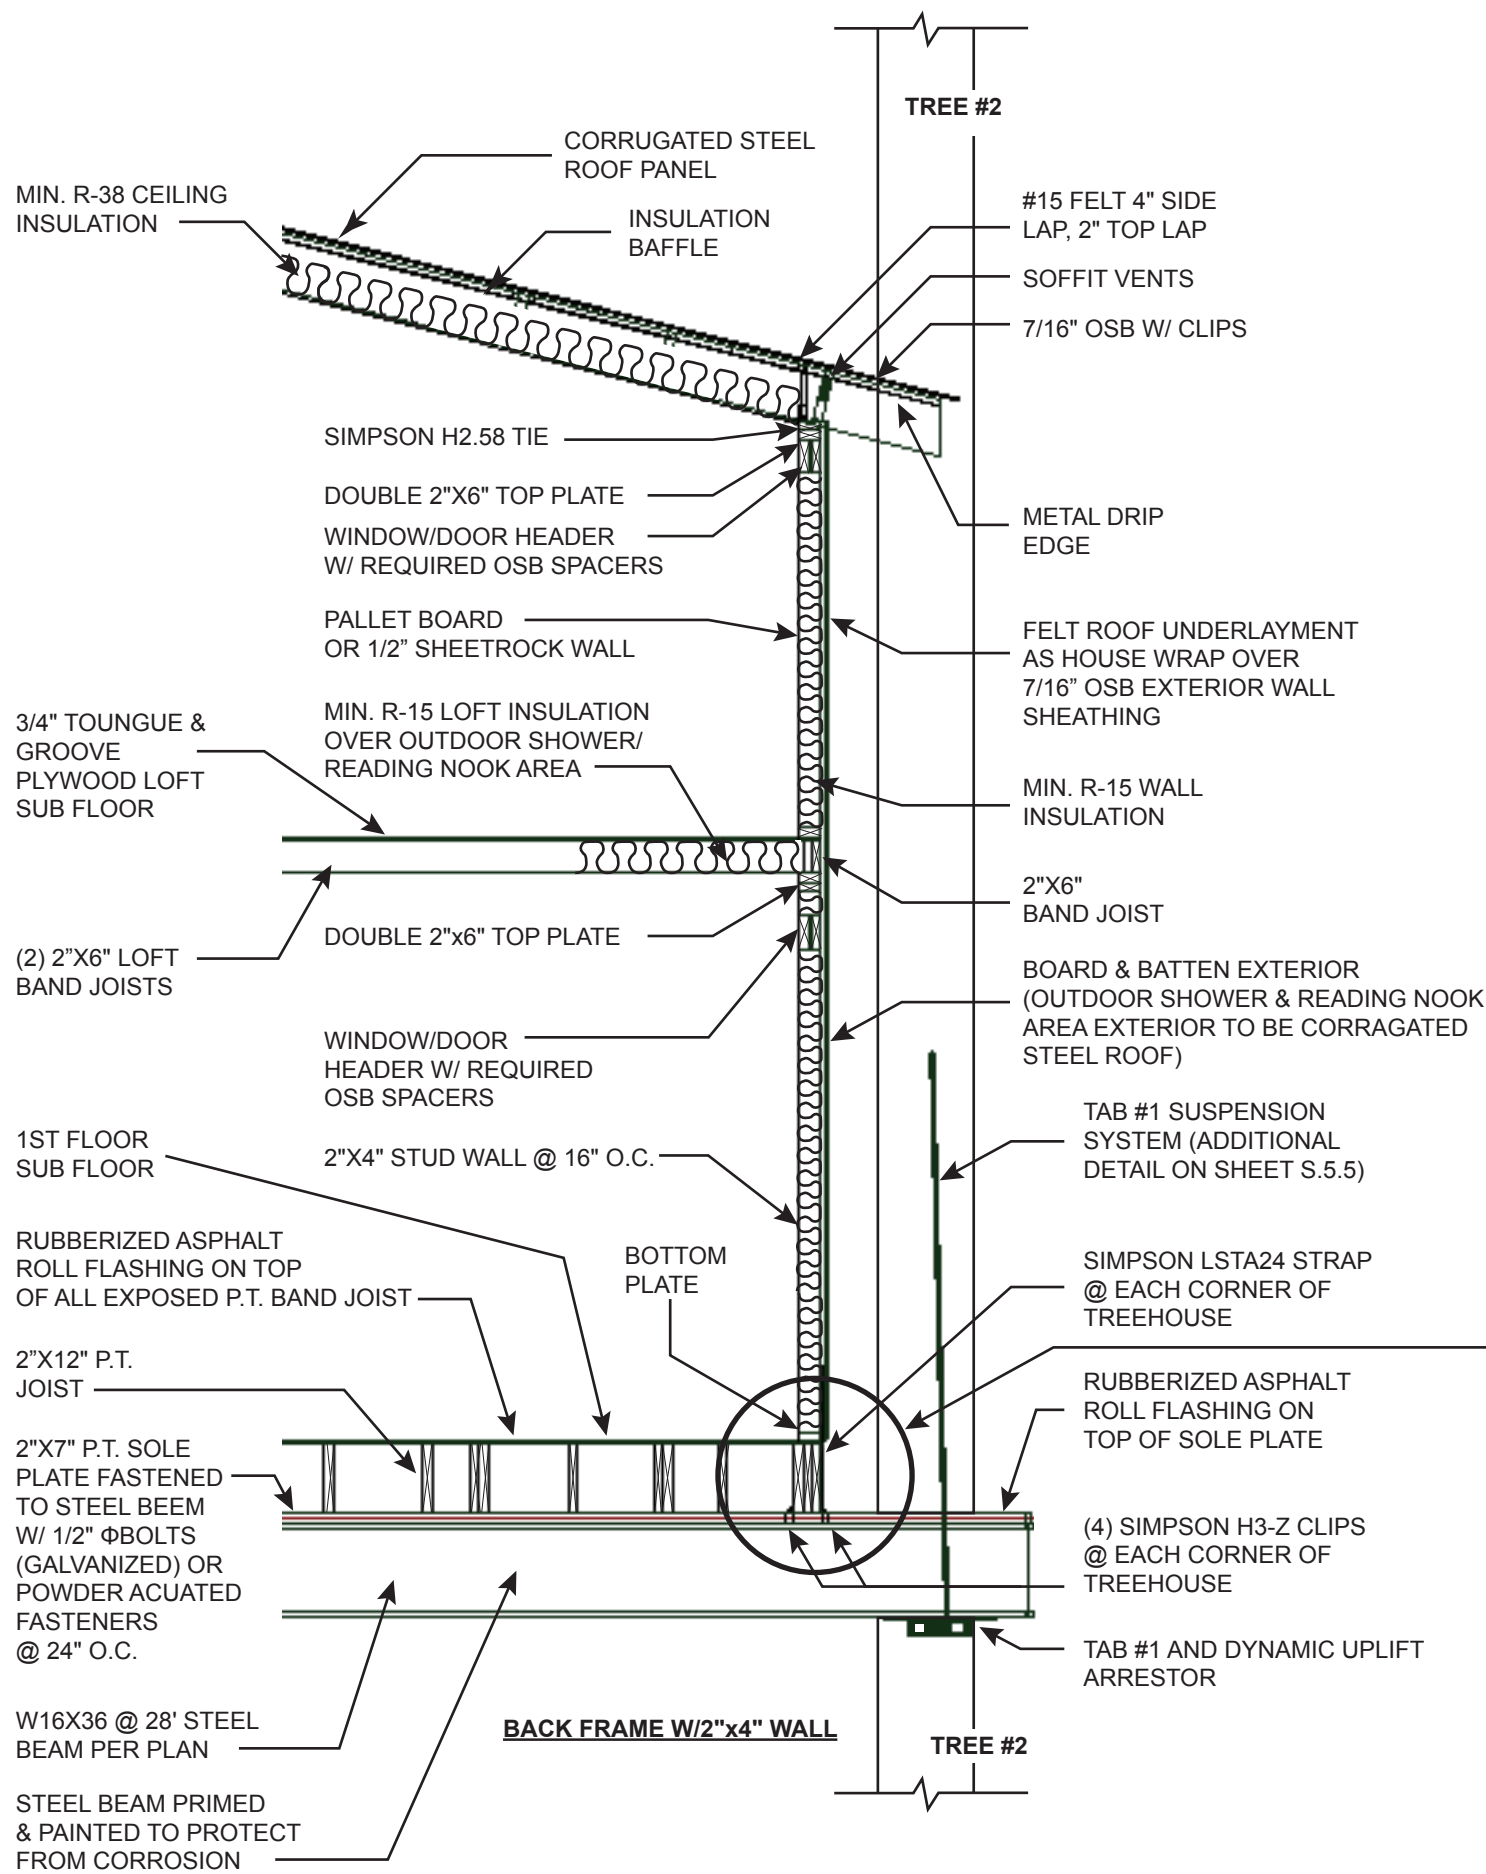 TREE #2
CORRUGATED STEEL
ROOF PANEL
MIN. R-38 CEILING
INSULATION
INSULATION
BAFFLE
#15 FELT 4" SIDE
LAP, 2" TOP LAP
SOFFIT VENTS
7/16" OSB W/ CLIPS
SIMPSON H2.58 TIE
DOUBLE 2"X6" TOP PLATE
WINDOW/DOOR HEADER
W/ REQUIRED OSB SPACERS
METAL DRIP
EDGE
PALLET BOARD
OR 1/2” SHEETROCK WALL
FELT ROOF UNDERLAYMENT
AS HOUSE WRAP OVER
7/16” OSB EXTERIOR WALL
SHEATHING
3/4" TOUNGUE &
GROOVE
PLYWOOD LOFT
SUB FLOOR
MIN. R-15 LOFT INSULATION
OVER OUTDOOR SHOWER/
READING NOOK AREA
MIN. R-15 WALL
INSULATION
2"X6"
BAND JOIST
DOUBLE 2"x6" TOP PLATE
(2) 2”X6" LOFT
BAND JOISTS
BOARD & BATTEN EXTERIOR
(OUTDOOR SHOWER & READING NOOK
AREA EXTERIOR TO BE CORRAGATED
STEEL ROOF)
WINDOW/DOOR
HEADER W/ REQUIRED
OSB SPACERS
TAB #1 SUSPENSION
SYSTEM (ADDITIONAL
DETAIL ON SHEET S.5.5)
1ST FLOOR
SUB FLOOR
2"X4" STUD WALL @ 16" O.C.
RUBBERIZED ASPHALT
ROLL FLASHING ON TOP
OF ALL EXPOSED P.T. BAND JOIST
BOTTOM
PLATE
SIMPSON LSTA24 STRAP
@ EACH CORNER OF
TREEHOUSE
2”X12" P.T.
JOIST
RUBBERIZED ASPHALT
ROLL FLASHING ON
TOP OF SOLE PLATE
2"X7" P.T. SOLE
PLATE FASTENED
TO STEEL BEEM
W/ 1/2" ΦBOLTS
(GALVANIZED) OR
POWDER ACUATED
FASTENERS
@ 24" O.C.
(4) SIMPSON H3-Z CLIPS
@ EACH CORNER OF
TREEHOUSE
TAB #1 AND DYNAMIC UPLIFT
ARRESTOR
W16X36 @ 28' STEEL
BEAM PER PLAN
BACK FRAME W/2"x4" WALL
TREE #2
STEEL BEAM PRIMED
& PAINTED TO PROTECT
FROM CORROSION